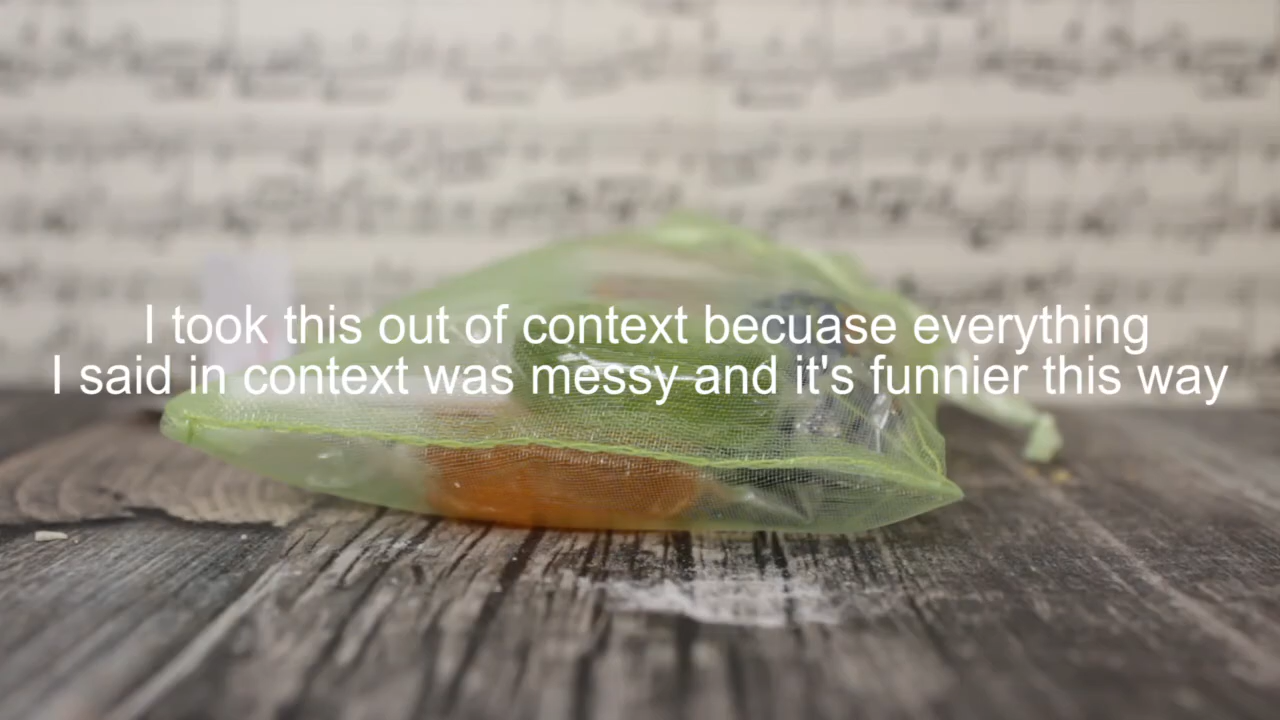 I took this out of context becuase everything
I said in context was messy and it's funnier this way